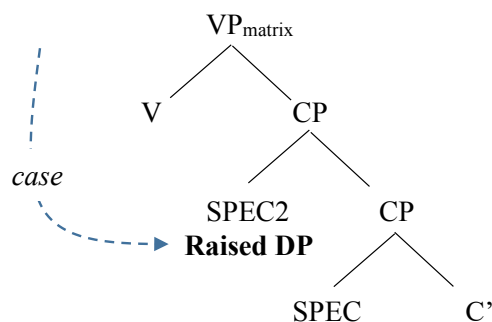 VPmatrix
V CP
case
SPEC2 CP
Raised DP
SPEC C'